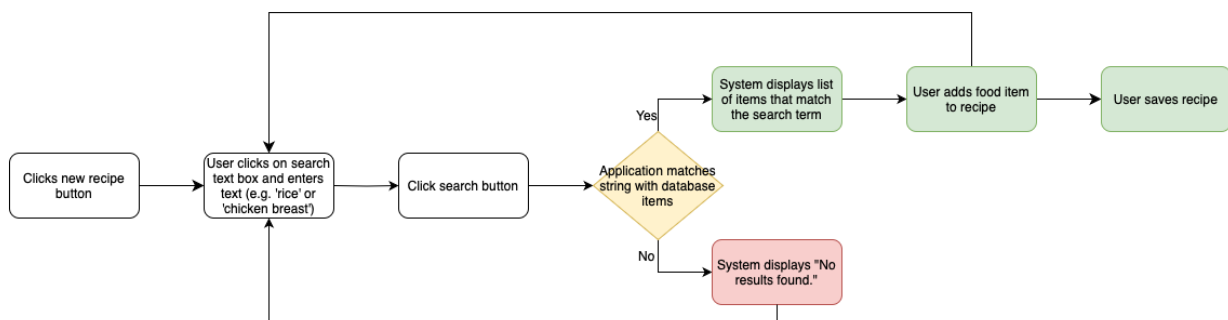 Clicks new recipe
button
User clicks on search
text box and enters
text (e.g. 'rice' or
'chicken breast')
Click search button
Application matches
string with database
items
Yes
System displays list
of items that match
the search term
User adds food item
to recipe
User saves recipe
No
System displays "No
results found."